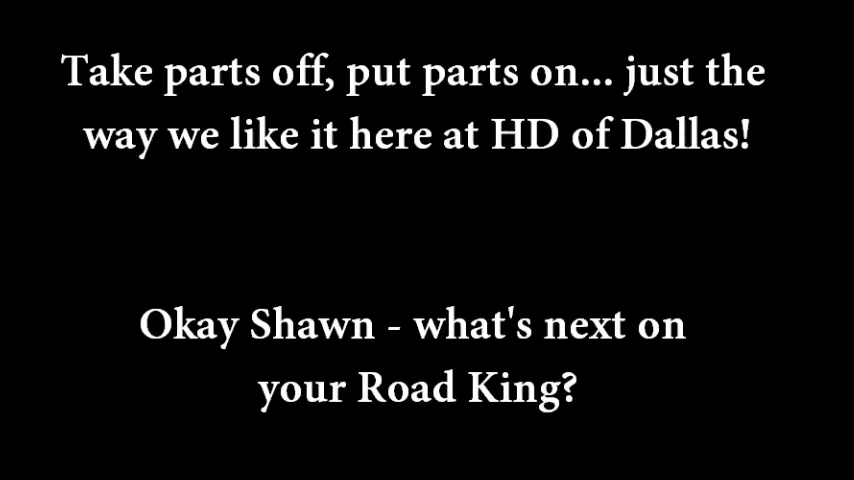 Take parts off, put parts on... just the
way we like it here at HD of Dallas!
Okay Shawn - what's next on
your Road King?